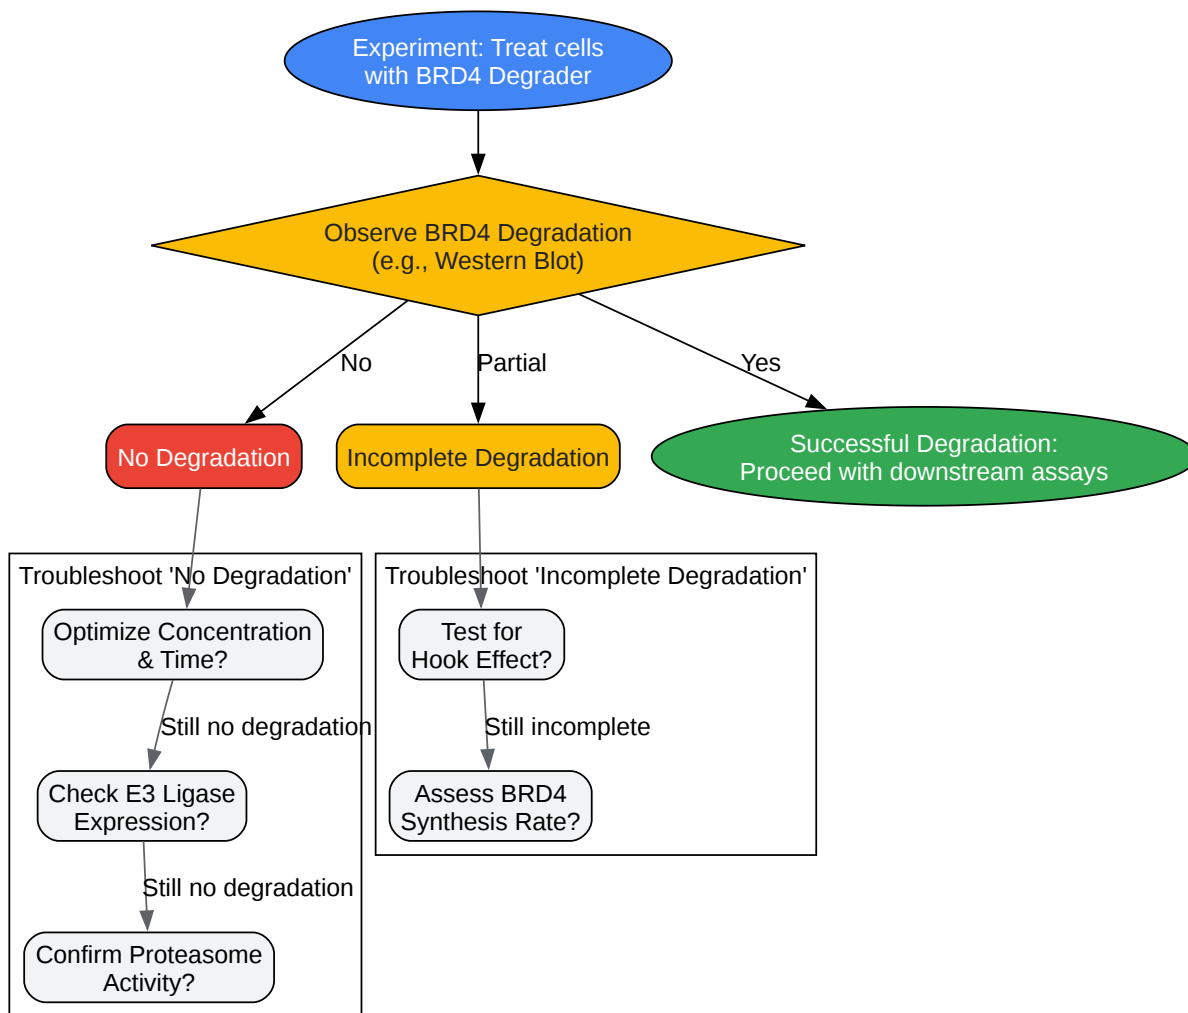 Experiment: Treat cells
with BRD4 Degrader
Observe BRD4 Degradation
(e.g., Western Blot)
No
Partial
Yes
No Degradation
Incomplete Degradation
Successful Degradation:
Proceed with downstream assays
Troubleshoot 'No Degradation'
Optimize Concentration
& Time?
Still no degradation
Check E3 Ligase
Expression?
Still no degradation
Confirm Proteasome
Activity?
Troubleshoot 'Incomplete Degradation'
Test for
Hook Effect?
Still incomplete
Assess BRD4
Synthesis Rate?